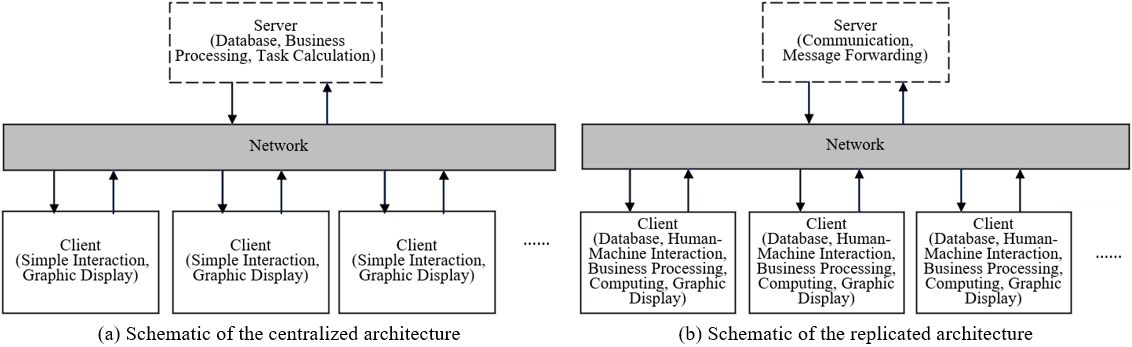 Server
(Database, Business
Processing, Task Calculation)
Network
Client
(Simple Interaction,
Graphic Display)
Client
(Simple Interaction,
Graphic Display)
Client
(Simple Interaction,
Graphic Display)
......
(a) Schematic of the centralized architecture
Server
(Communication,
Message Forwarding)
Network
Client
(Database, Human-
Machine Interaction,
Business Processing,
Computing, Graphic
Display)
Client
(Database, Human-
Machine Interaction,
Business Processing,
Computing, Graphic
Display)
Client
(Database, Human-
Machine Interaction,
Business Processing,
Computing, Graphic
Display)
......
(b) Schematic of the replicated architecture